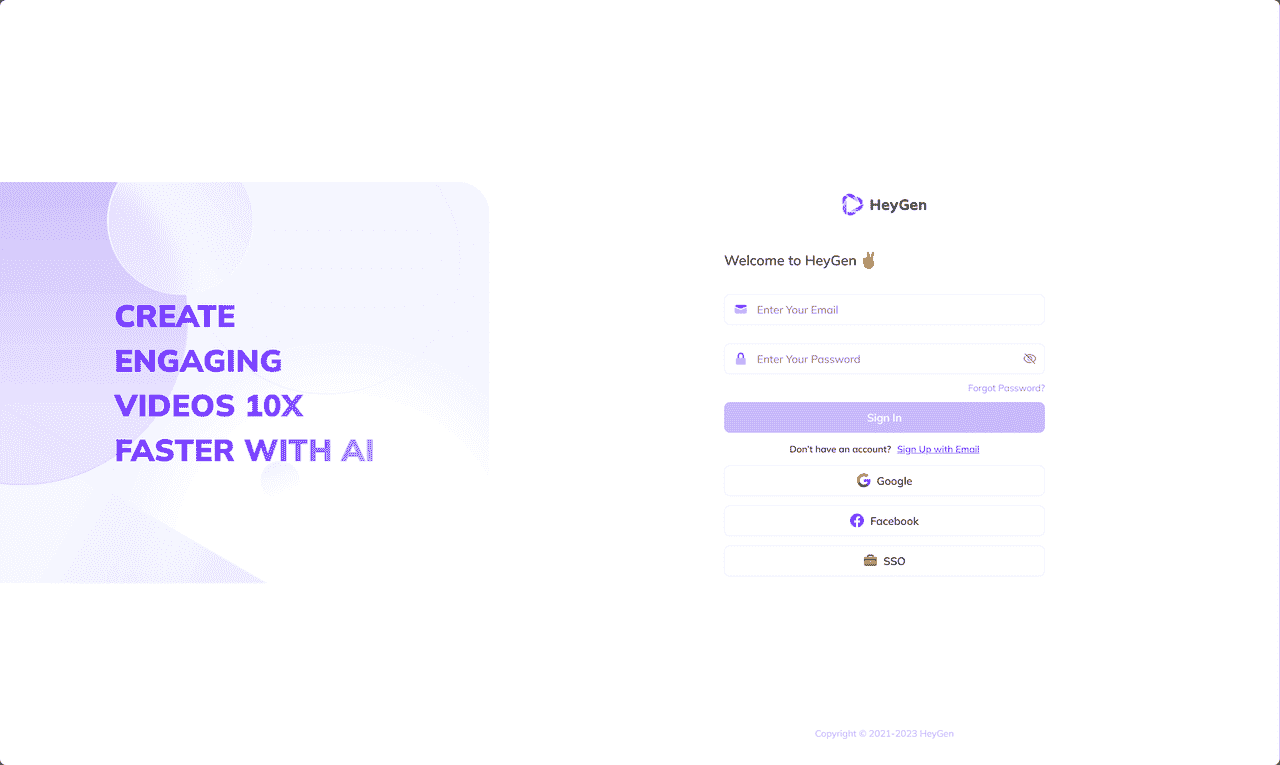 CREATE
ENGAGING
VIDEOS 10X
FASTER WITH AI
HeyGen
Welcome to HeyGen ✌🏽
Enter Your Email
Enter Your Password
Forgot Password?
Sign In
Don't have an account? Sign Up with Email
Google
Facebook
SSO
Copyright © 2021-2023 HeyGen